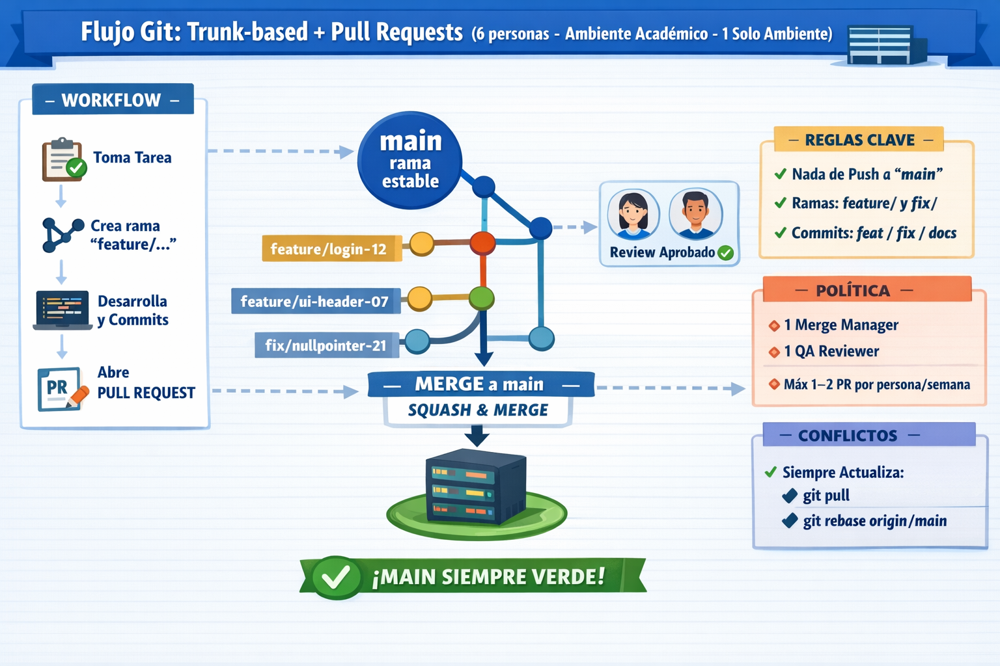 Flujo Git: Trunk-based + Pull Requests (6 personas - Ambiente Académico - 1 Solo Ambiente)
– WORKFLOW –
Toma Tarea
Crea rama
“feature/...”
Desarrolla
y Commits
PR
Abre
PULL REQUEST
main
rama
estable
feature/login-12
feature/ui-header-07
fix/nullpointer-21
Review Aprobado
— MERGE a main —
SQUASH & MERGE
¡MAIN SIEMPRE VERDE!
– REGLAS CLAVE –
Nada de Push a “main”
Ramas: feature/ y fix/
Commits: feat / fix / docs
— POLÍTICA —
1 Merge Manager
1 QA Reviewer
Máx 1–2 PR por persona/semana
— CONFLICTOS —
Siempre Actualiza:
git pull
git rebase origin/main